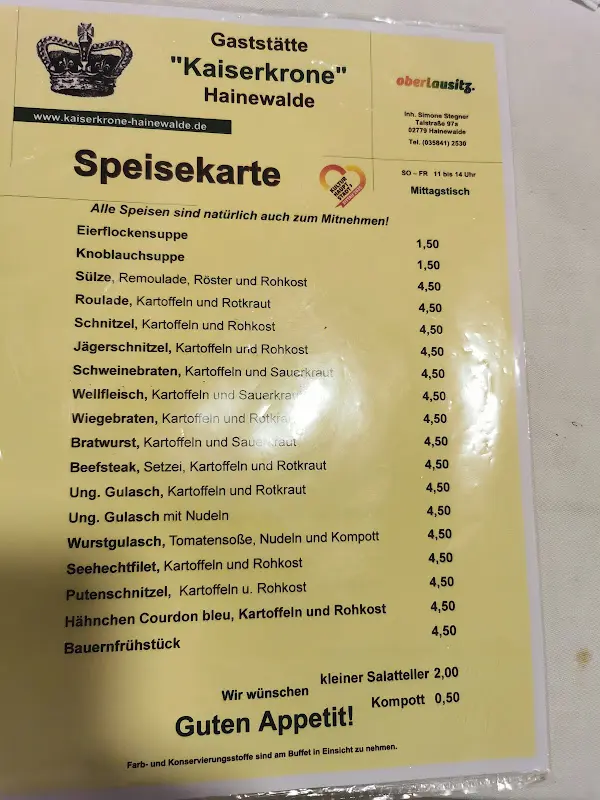 Gaststätte
"Kaiserkrone"
Hainewalde
www.kaiserkrone-hainewalde.de
oberlausitz.
Inh. Simone Stegner
Talstraße 97a
02779 Hainewalde
Tel. (035841) 2530
Speisekarte
KULTUR
HAUPT
STADT
SO – FR 11 bis 14 Uhr
Mittagstisch
Alle Speisen sind natürlich auch zum Mitnehmen!
Eierflockensuppe 1,50
Knoblauchsuppe 1,50
Sülze, Remoulade, Röster und Rohkost 4,50
Roulade, Kartoffeln und Rotkraut 4,50
Schnitzel, Kartoffeln und Rohkost 4,50
Jägerschnitzel, Kartoffeln und Rohkost 4,50
Schweinebraten, Kartoffeln und Sauerkraut 4,50
Wellfleisch, Kartoffeln und Sauerkraut 4,50
Wiegebraten, Kartoffeln und Rotkraut 4,50
Bratwurst, Kartoffeln und Sauerkraut 4,50
Beefsteak, Setzei, Kartoffeln und Rotkraut 4,50
Ung. Gulasch, Kartoffeln und Rotkraut 4,50
Ung. Gulasch mit Nudeln 4,50
Wurstgulasch, Tomatensoße, Nudeln und Kompott 4,50
Seehechtfilet, Kartoffeln und Rohkost 4,50
Putenschnitzel, Kartoffeln u. Rohkost 4,50
Hähnchen Courdon bleu, Kartoffeln und Rohkost 4,50
Bauernfrühstück 4,50
kleiner Salatteller 2,00
Kompott 0,50
Wir wünschen
Guten Appetit!
Farb- und Konservierungsstoffe sind am Buffet in Einsicht zu nehmen.